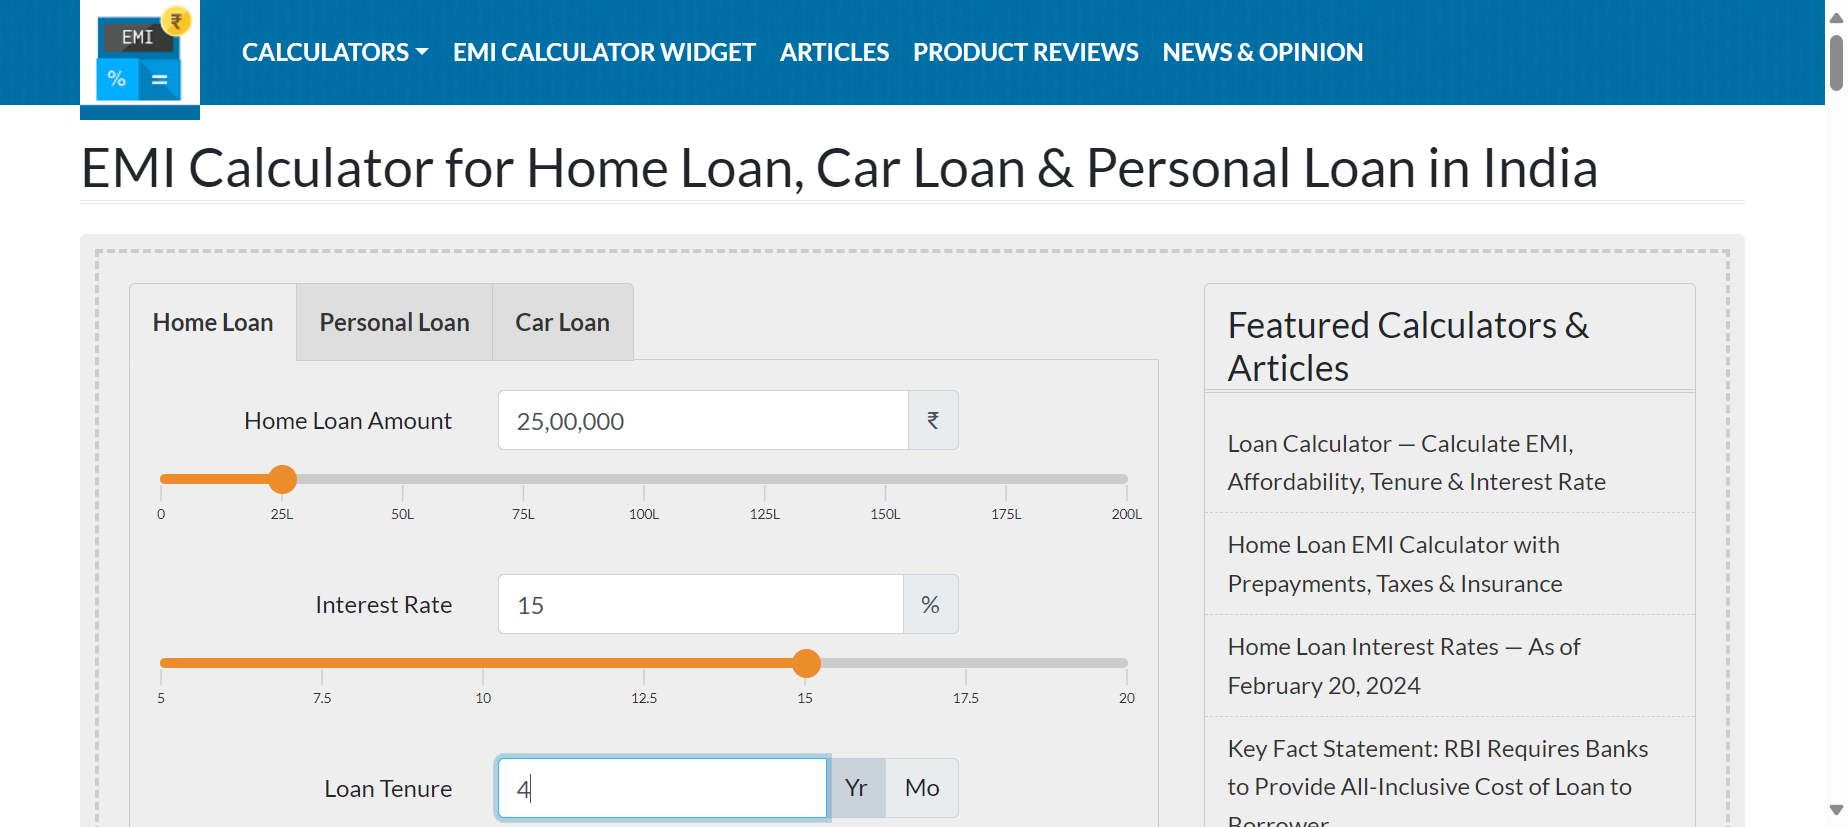 EMI
%
=
₹
CALCULATORS
EMI CALCULATOR WIDGET
ARTICLES
PRODUCT REVIEWS
NEWS & OPINION
EMI Calculator for Home Loan, Car Loan & Personal Loan in India
Home Loan
Personal Loan
Car Loan
Home Loan Amount
25,00,000
₹
0 25L 50L 75L 100L 125L 150L 175L 200L
Interest Rate
15
%
5 7.5 10 12.5 15 17.5 20
Loan Tenure
4
Yr
Mo
Featured Calculators &
Articles
Loan Calculator — Calculate EMI,
Affordability, Tenure & Interest Rate
Home Loan EMI Calculator with
Prepayments, Taxes & Insurance
Home Loan Interest Rates — As of
February 20, 2024
Key Fact Statement: RBI Requires Banks
to Provide All-Inclusive Cost of Loan to
Borrower